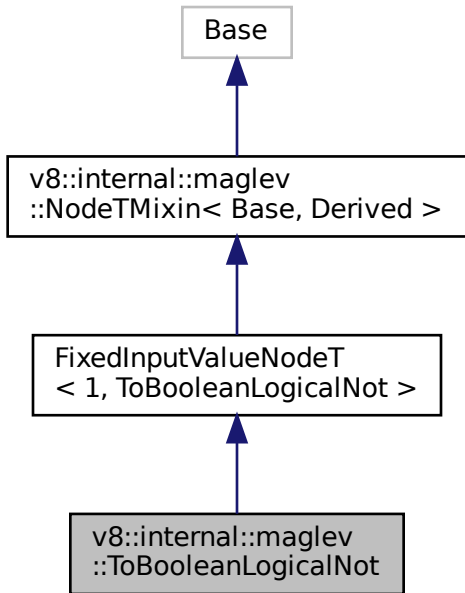 Base
v8::internal::maglev
::NodeTMixin< Base, Derived >
FixedInputValueNodeT
< 1, ToBooleanLogicalNot >
v8::internal::maglev
::ToBooleanLogicalNot